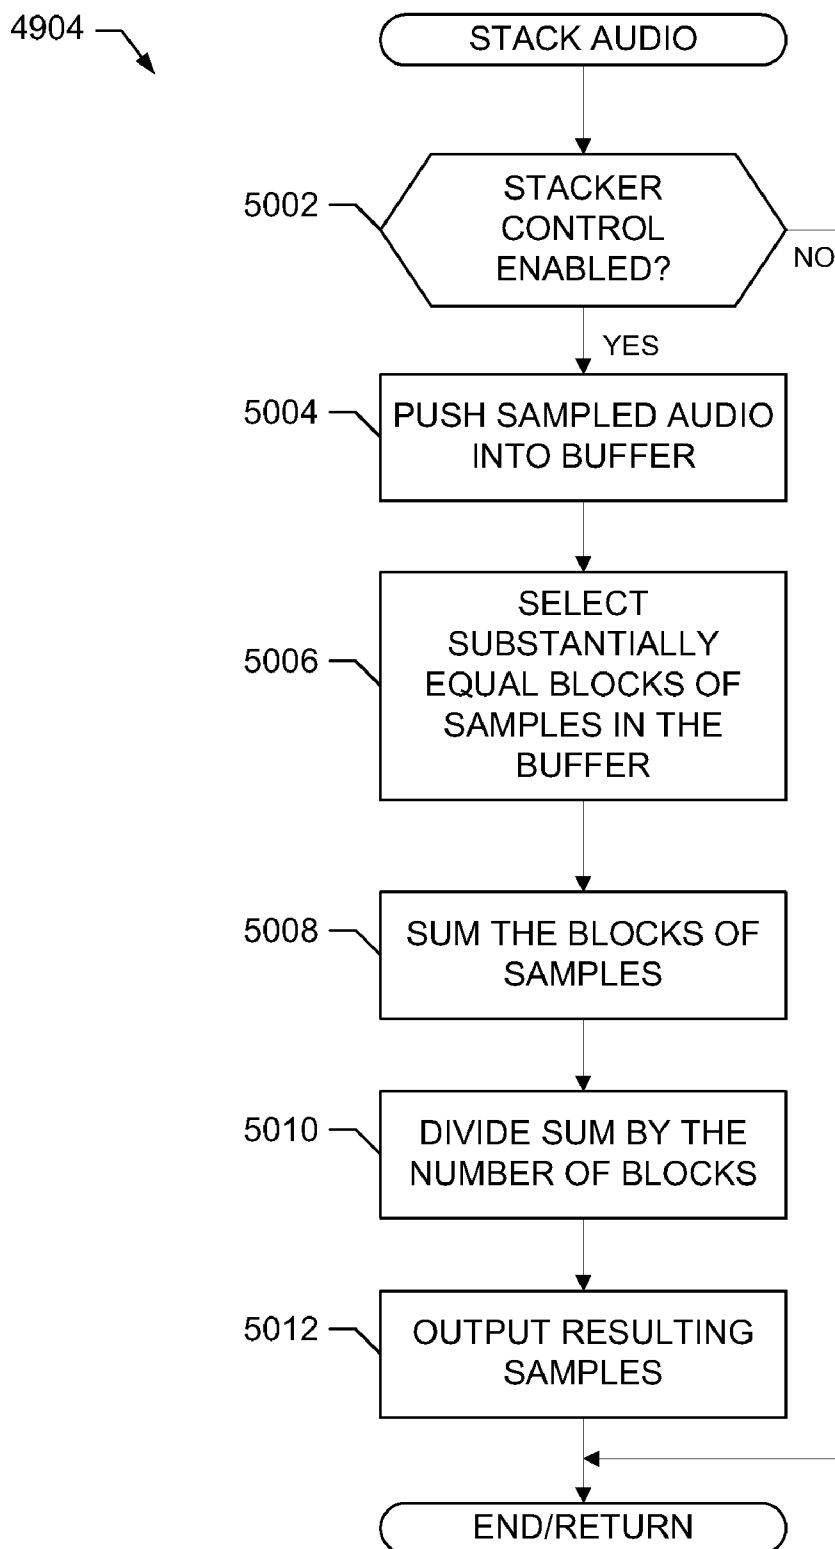 4904
STACK AUDIO
5002
STACKER
CONTROL
ENABLED?
NO
YES
5004
PUSH SAMPLED AUDIO
INTO BUFFER
5006
SELECT
SUBSTANTIALLY
EQUAL BLOCKS OF
SAMPLES IN THE
BUFFER
5008
SUM THE BLOCKS OF
SAMPLES
5010
DIVIDE SUM BY THE
NUMBER OF BLOCKS
5012
OUTPUT RESULTING
SAMPLES
END/RETURN